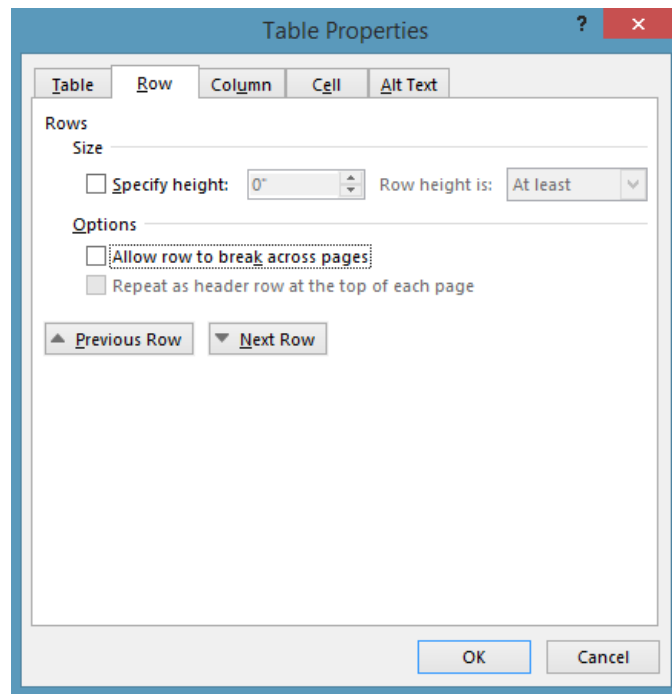 Table Properties ? ×
Table Row Column Cell Alt Text
Rows
Size
Specify height: 0" Row height is: At least
Options
Allow row to break across pages
Repeat as header row at the top of each page
Previous Row Next Row
OK Cancel